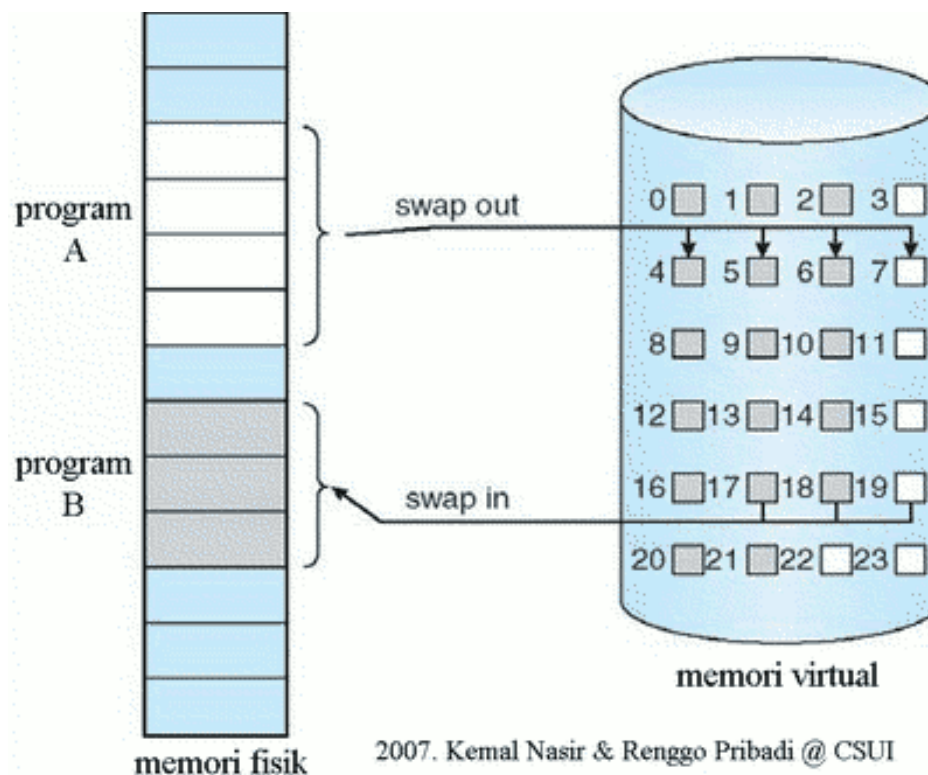 program
A
swap out
0 1 2 3
4 5 6 7
8 9 10 11
12 13 14 15
program
B
swap in
16 17 18 19
20 21 22 23
memori virtual
memori fisik
2007. Kemal Nasir & Renggo Pribadi @ CSUI